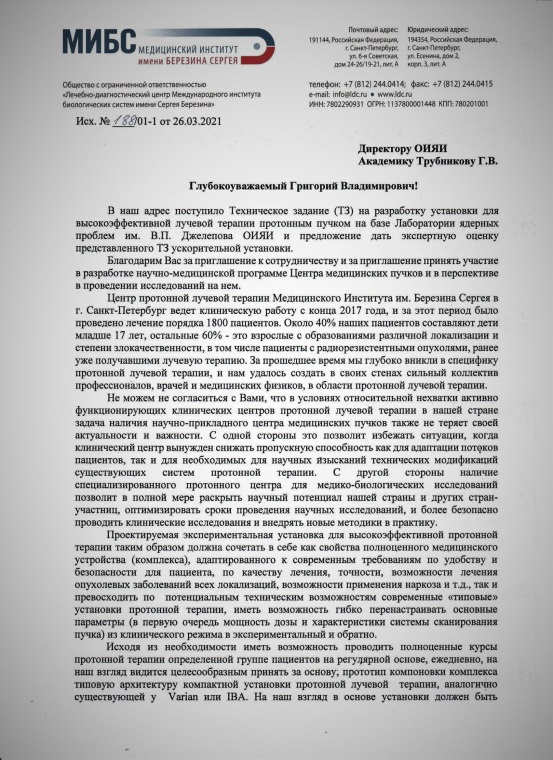 МИБС МЕДИЦИНСКИЙ ИНСТИТУТ
имени БЕРЕЗИНА СЕРГЕЯ
Почтовый адрес:
191144, Российская Федерация,
г. Санкт-Петербург,
ул. 6-я Советская,
дом 24-26/19-21, лит. А
Юридический адрес:
194354, Российская Федерация,
г. Санкт-Петербург,
ул. Есенина, дом 2,
корп. 3, лит. А
Общество с ограниченной ответственностью
«Лечебно-диагностический центр Международного института
биологических систем имени Сергея Березина»
телефон: +7 (812) 244.0414; факс: +7 (812) 244.0415
e-mail: info@ldc.ru • www.ldc.ru
ИНН: 7802290931 ОГРН: 1137800001448 КПП: 780201001
Исх. № 188/01-1 от 26.03.2021
Директору ОИЯИ
Академику Трубникову Г.В.
Глубокоуважаемый Григорий Владимирович!
В наш адрес поступило Техническое задание (ТЗ) на разработку установки для
высокоэффективной лучевой терапии протонным пучком на базе Лаборатории ядерных
проблем им. В.П. Джелепова ОИЯИ и предложение дать экспертную оценку
представленного ТЗ ускорительной установки.
Благодарим Вас за приглашение к сотрудничеству и за приглашение принять участие
в разработке научно-медицинской программе Центра медицинских пучков и в перспективе
в проведении исследований на нем.
Центр протонной лучевой терапии Медицинского Института им. Березина Сергея в
г. Санкт-Петербург ведет клиническую работу с конца 2017 года, и за этот период было
проведено лечение порядка 1800 пациентов. Около 40% наших пациентов составляют дети
младше 17 лет, остальные 60% - это взрослые с образованиями различной локализации и
степени злокачественности, в том числе пациенты с радиорезистентными опухолями, ранее
уже получавшими лучевую терапию. За прошедшее время мы глубоко вникли в специфику
протонной лучевой терапии, и нам удалось создать в своих стенах сильный коллектив
профессионалов, врачей и медицинских физиков, в области протонной лучевой терапии.
Не можем не согласиться с Вами, что в условиях относительной нехватки активно
функционирующих клинических центров протонной лучевой терапии в нашей стране
задача наличия научно-прикладного центра медицинских пучков также не теряет своей
актуальности и важности. С одной стороны это позволит избежать ситуации, когда
клинический центр вынужден снижать пропускную способность как для адаптации потоков
пациентов, так и для необходимых для научных изысканий технических модификаций
существующих систем протонной терапии. С другой стороны наличие
специализированного протонного центра для медико-биологических исследований
позволит в полной мере раскрыть научный потенциал нашей страны и других стран-
участниц, оптимизировать сроки проведения научных исследований, и более безопасно
проводить клинические исследования и внедрять новые методики в практику.
Проектируемая экспериментальная установка для высокоэффективной протонной
терапии таким образом должна сочетать в себе как свойства полноценного медицинского
устройства (комплекса), адаптированного к современным требованиям по удобству и
безопасности для пациента, по качеству лечения, точности, возможности лечения
опухолевых заболеваний всех локализаций, возможности применения наркоза и т.д., так и
превосходить по потенциальным техническим возможностям современные «типовые»
установки протонной терапии, иметь возможность гибко перенастраивать основные
параметры (в первую очередь мощность дозы и характеристики системы сканирования
пучка) из клинического режима в экспериментальный и обратно.
Исходя из необходимости иметь возможность проводить полноценные курсы
протонной терапии определенной группе пациентов на регулярной основе, ежедневно, на
наш взгляд видится целесообразным принять за основу; прототип компоновки комплекса
типовую архитектуру компактной установки протонной лучевой терапии, аналогично
существующей у Varian или IBA. На наш взгляд в основе установки должен быть